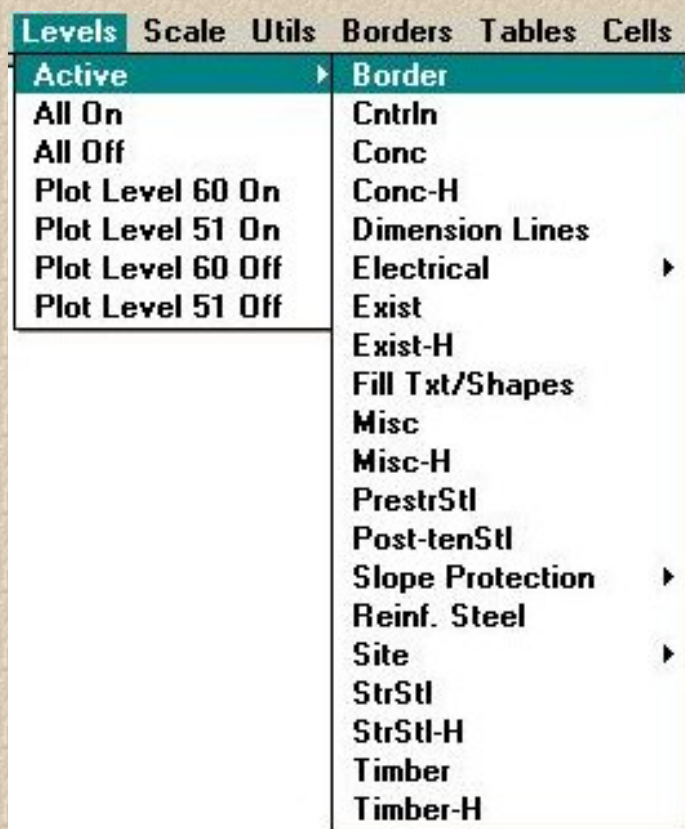 Levels Scale Utils Borders Tables Cells
Active
All On
All Off
Plot Level 60 On
Plot Level 51 On
Plot Level 60 Off
Plot Level 51 Off
Border
Cntrln
Conc
Conc-H
Dimension Lines
Electrical
Exist
Exist-H
Fill Txt/Shapes
Misc
Misc-H
PrestrStl
Post-tenStl
Slope Protection
Reinf. Steel
Site
StrStl
StrStl-H
Timber
Timber-H